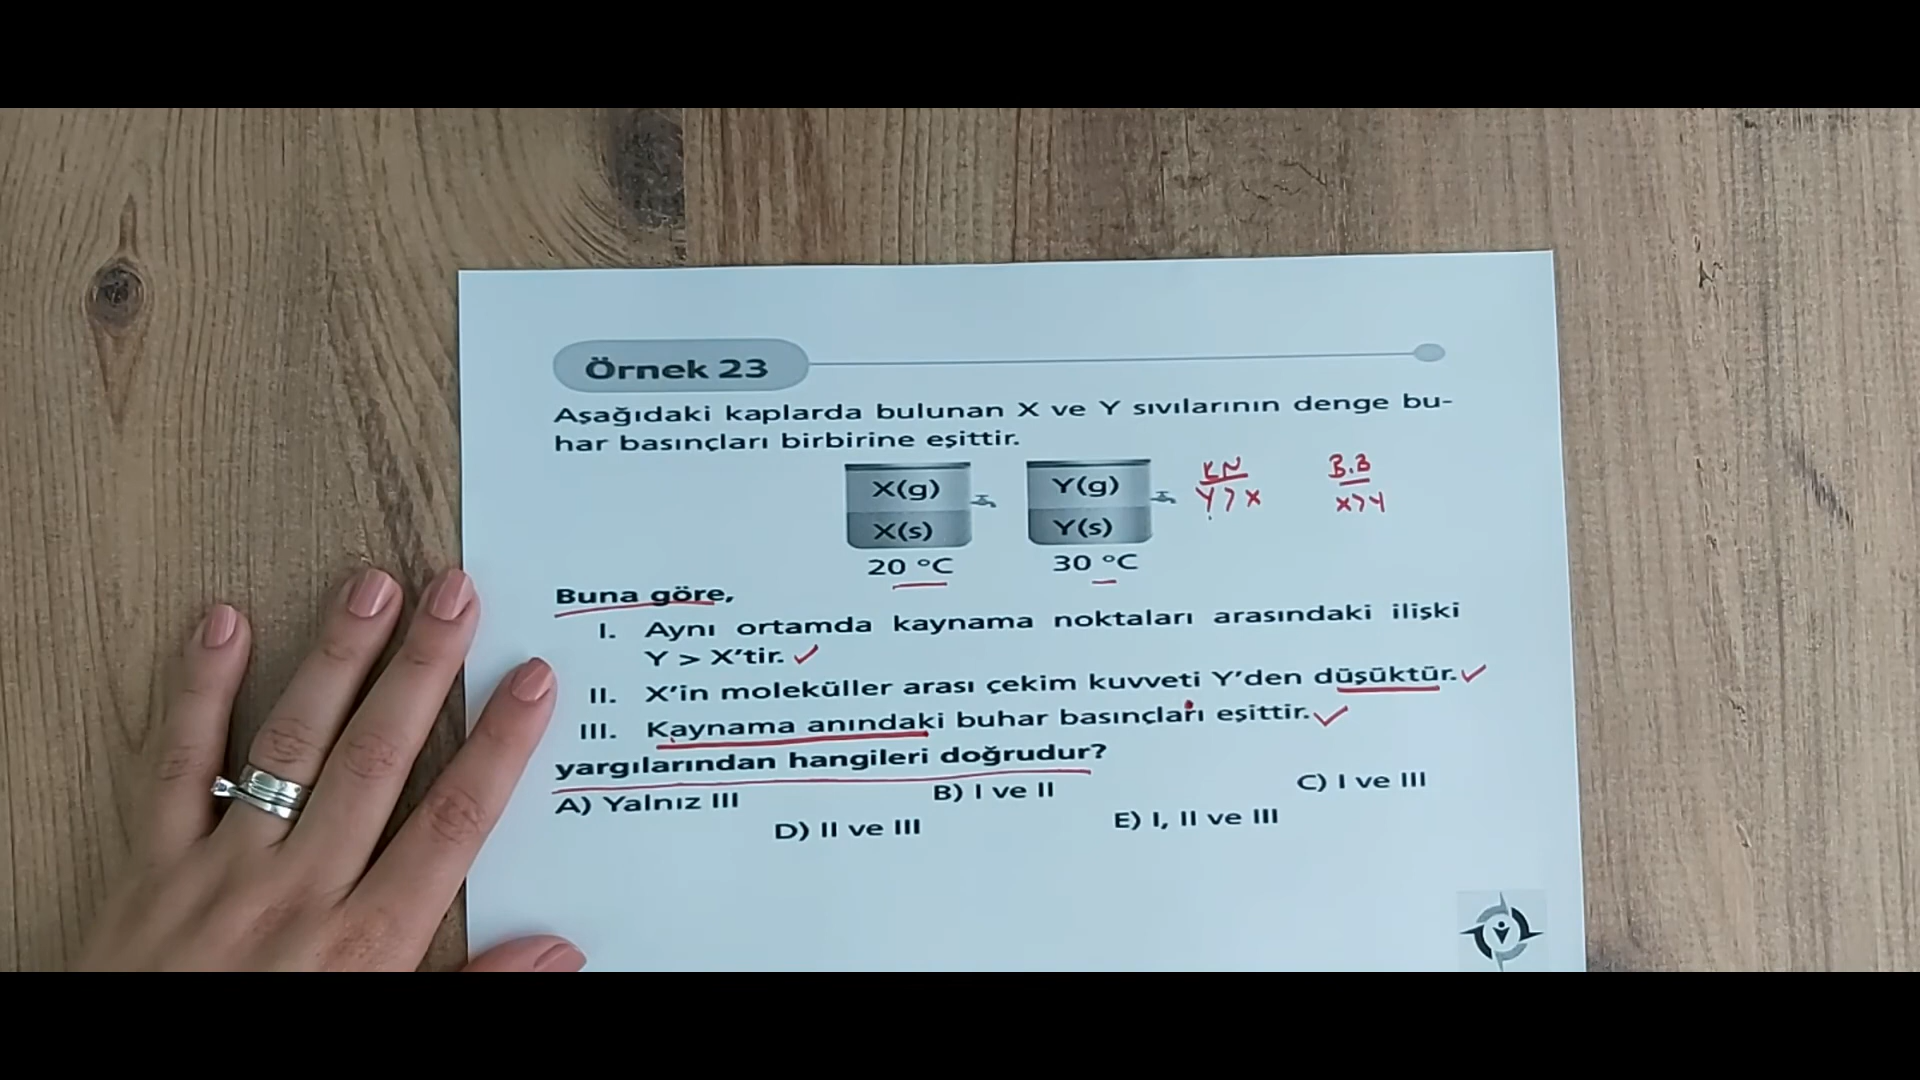 Örnek 23
Aşağıdaki kaplarda bulunan X ve Y sıvılarının denge bu-
har basınçları birbirine eşittir.
X(g) Y(g) KN B.B
X(s) Y(s) Y > X X > Y
20 °C 30 °C
Buna göre,
I. Aynı ortamda kaynama noktaları arasındaki ilişki
Y > X'tir. ✓
II. X'in moleküller arası çekim kuvveti Y'den düşüktür. ✓
III. Kaynama anındaki buhar basınçları eşittir. ✓
yargılarından hangileri doğrudur?
A) Yalnız III B) I ve II C) I ve III
D) II ve III E) I, II ve III